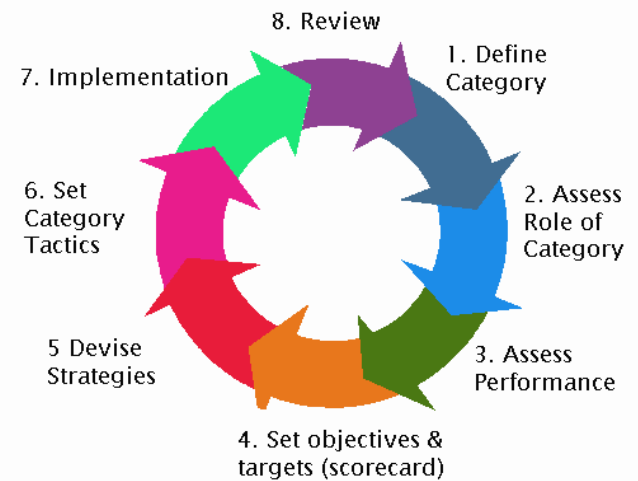 8. Review
1. Define
Category
2. Assess
Role of
Category
3. Assess
Performance
4. Set objectives &
targets (scorecard)
5 Devise
Strategies
6. Set
Category
Tactics
7. Implementation